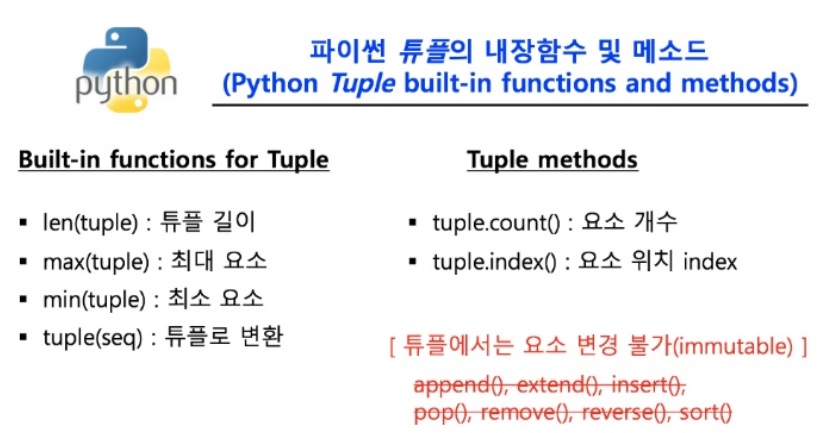 python
파이썬 튜플의 내장함수 및 메소드
(Python Tuple built-in functions and methods)
Built-in functions for Tuple
▪ len(tuple) : 튜플 길이
▪ max(tuple) : 최대 요소
▪ min(tuple) : 최소 요소
▪ tuple(seq) : 튜플로 변환
Tuple methods
▪ tuple.count() : 요소 개수
▪ tuple.index() : 요소 위치 index
[ 튜플에서는 요소 변경 불가(immutable) ]
append(), extend(), insert(),
pop(), remove(), reverse(), sort()